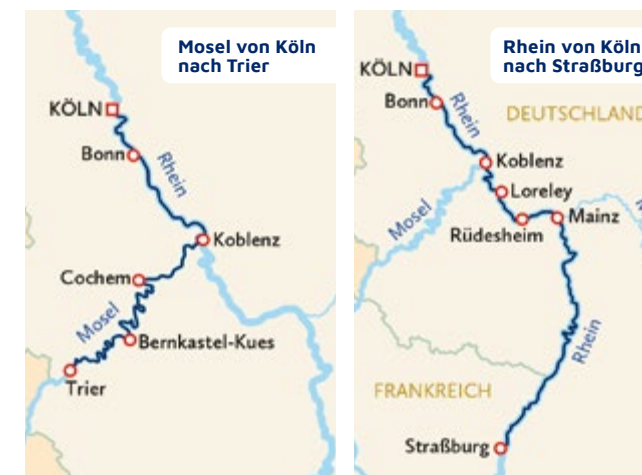 Mosel von Köln
nach Trier
KÖLN
Bonn
Rhein
Koblenz
Cochem
Mosel
Bernkastel-Kues
Trier
Rhein von Köln
nach Straßburg
KÖLN
Bonn
Rhein
DEUTSCHLAND
Koblenz
Loreley
Mosel
Mainz
Rüdesheim
Rhein
FRANKREICH
Straßburg